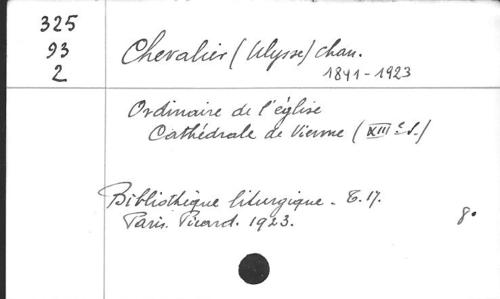 325
93
2
Chevalier (Ulysse) chan.
1841-1923
Ordinaire de l'église
Cathédrale de Vienne (XIIIe s.)
Bibliothèque liturgique. T. 17.
Paris. Picard. 1923.
8°